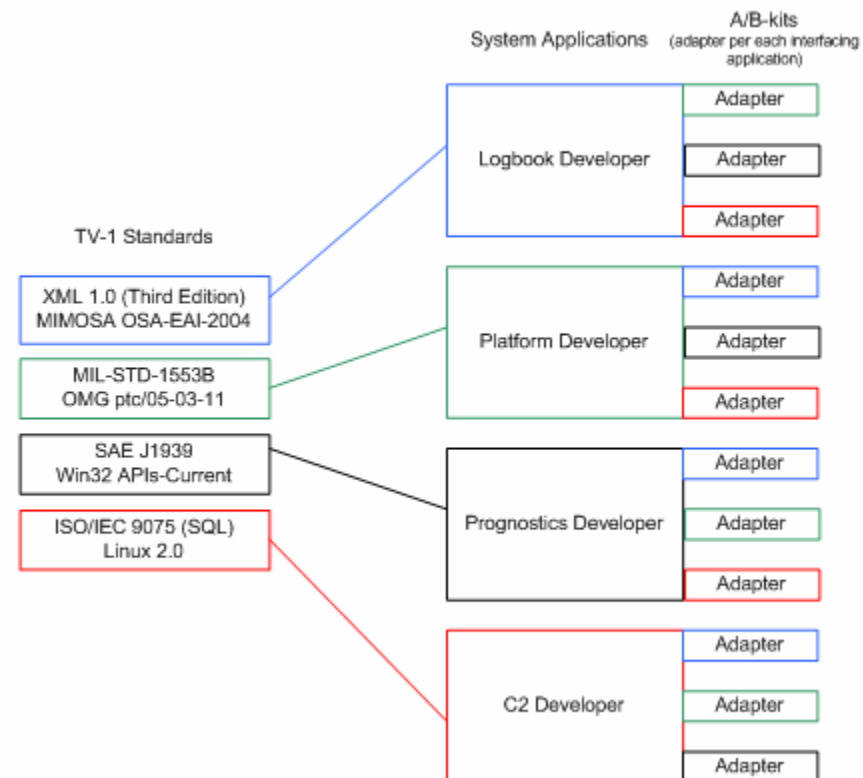 System Applications
A/B-kits
(adapter per each interfacing
application)
TV-1 Standards
XML 1.0 (Third Edition)
MIMOSA OSA-EAI-2004
MIL-STD-1553B
OMG ptc/05-03-11
SAE J1939
Win32 APIs-Current
ISO/IEC 9075 (SQL)
Linux 2.0
Logbook Developer
Adapter
Adapter
Adapter
Platform Developer
Adapter
Adapter
Adapter
Prognostics Developer
Adapter
Adapter
Adapter
C2 Developer
Adapter
Adapter
Adapter